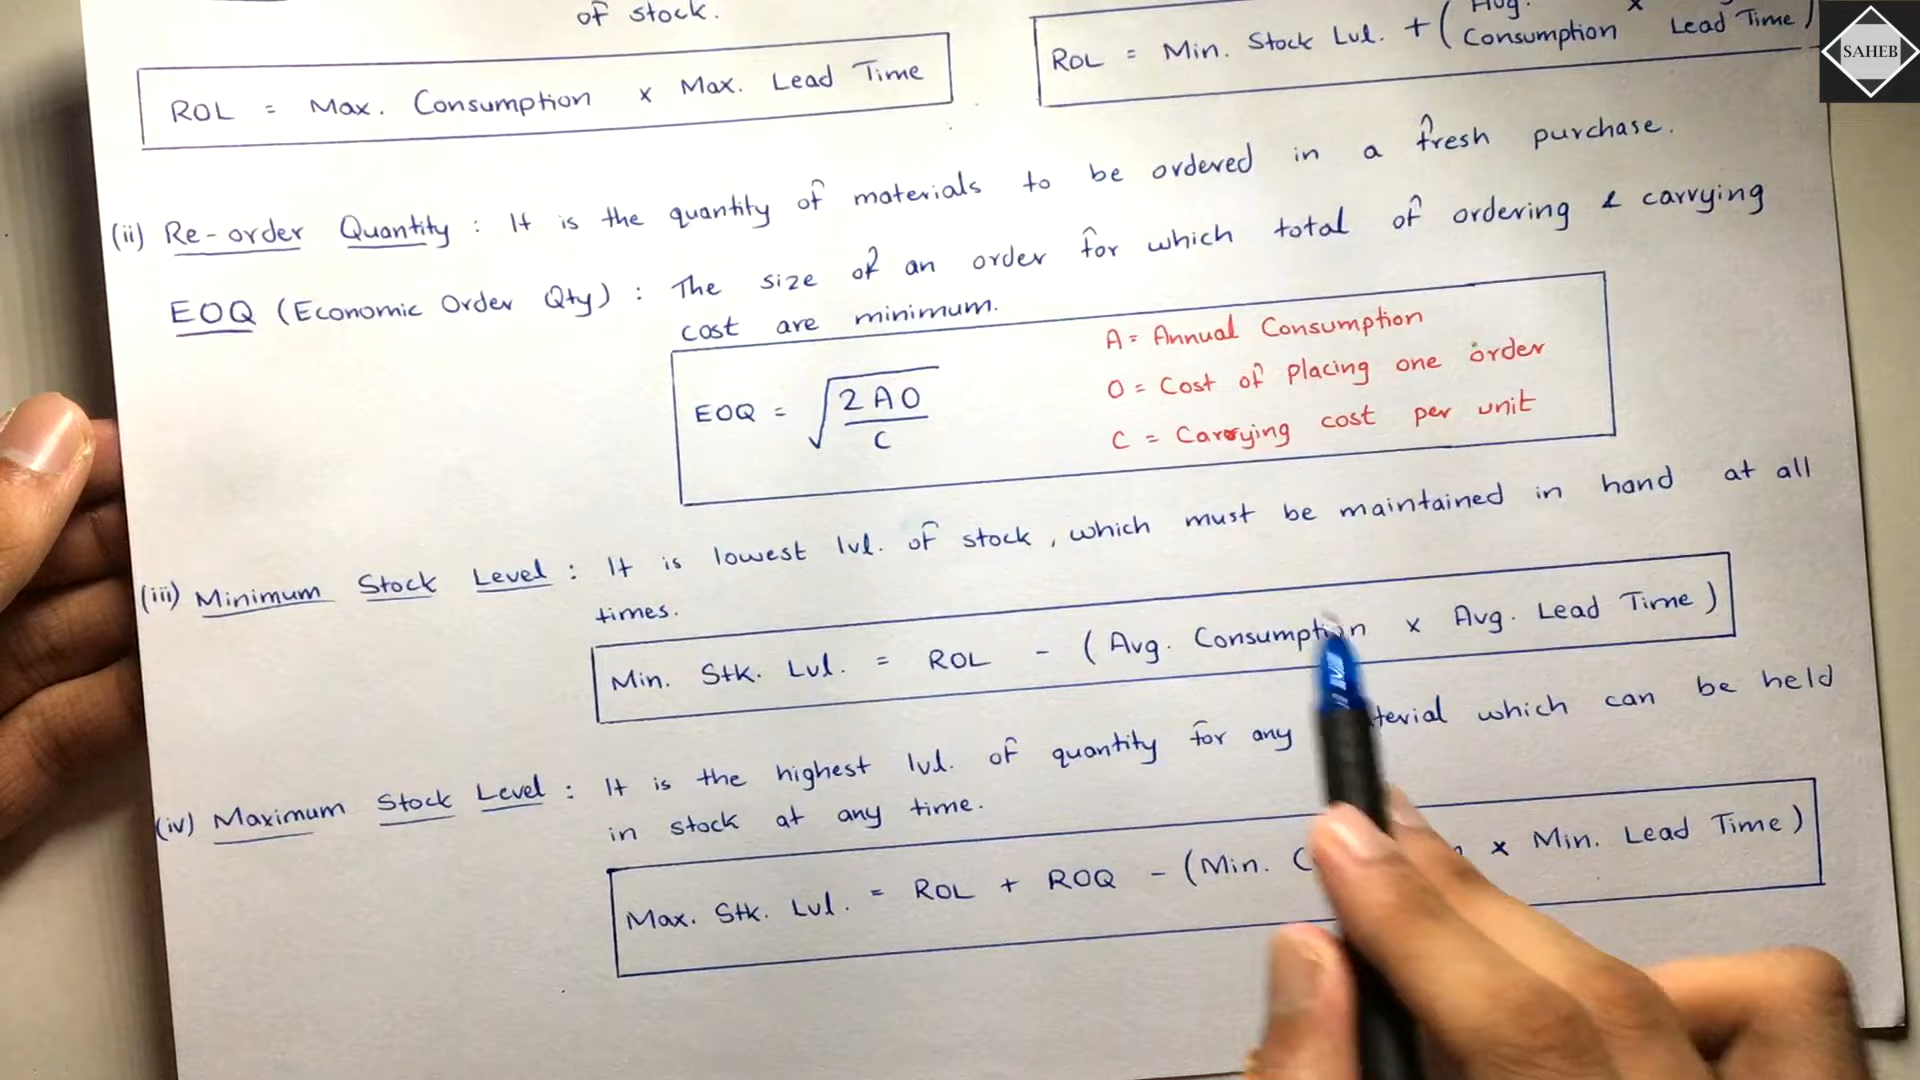 of stock.
ROL = Max. Consumption x Max. Lead Time
ROL = Min. Stock Lvl. + ( Avg. Consumption x Lead Time )
SAHEB
(ii) Re-order Quantity : It is the quantity of materials to be ordered in a fresh purchase.
EOQ (Economic Order Qty) : The size of an order for which total of ordering & carrying
cost are minimum.
EOQ = √ 2AO / C
A = Annual Consumption
O = Cost of placing one order
C = Carrying cost per unit
(iii) Minimum Stock Level : It is lowest lvl. of stock, which must be maintained in hand at all
times.
Min. Stk. Lvl. = ROL - ( Avg. Consumption x Avg. Lead Time )
(iv) Maximum Stock Level : It is the highest lvl. of quantity for any which can be held
in stock at any time.
Max. Stk. Lvl. = ROL + ROQ - (Min. x Min. Lead Time )